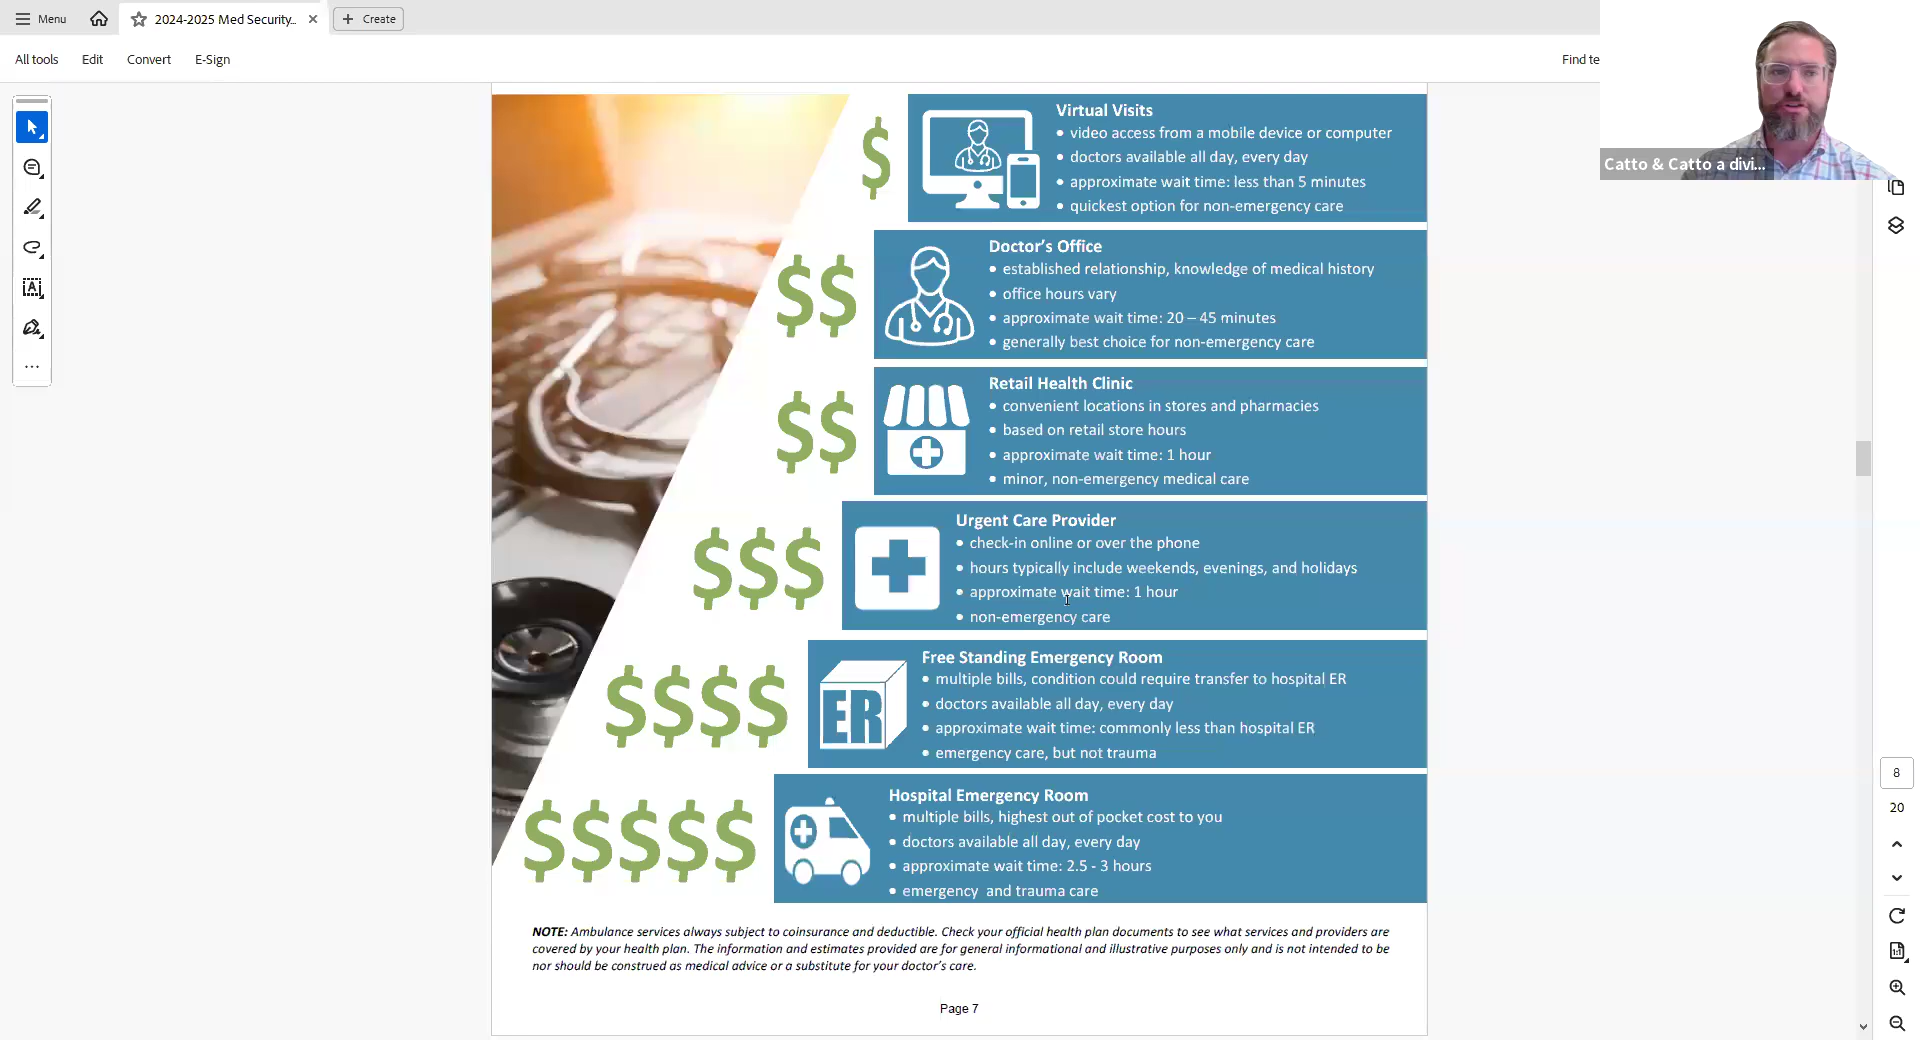 Menu
2024-2025 Med Security...
Create
All tools
Edit
Convert
E-Sign
Find te
Catto & Catto a divi...
$
Virtual Visits
• video access from a mobile device or computer
• doctors available all day, every day
• approximate wait time: less than 5 minutes
• quickest option for non-emergency care
$$
Doctor's Office
• established relationship, knowledge of medical history
• office hours vary
• approximate wait time: 20 – 45 minutes
• generally best choice for non-emergency care
$$
Retail Health Clinic
• convenient locations in stores and pharmacies
• based on retail store hours
• approximate wait time: 1 hour
• minor, non-emergency medical care
$$$
Urgent Care Provider
• check-in online or over the phone
• hours typically include weekends, evenings, and holidays
• approximate wait time: 1 hour
• non-emergency care
$$$$
ER
Free Standing Emergency Room
• multiple bills, condition could require transfer to hospital ER
• doctors available all day, every day
• approximate wait time: commonly less than hospital ER
• emergency care, but not trauma
$$$$$
Hospital Emergency Room
• multiple bills, highest out of pocket cost to you
• doctors available all day, every day
• approximate wait time: 2.5 - 3 hours
• emergency  and trauma care
NOTE: Ambulance services always subject to coinsurance and deductible. Check your official health plan documents to see what services and providers are
covered by your health plan. The information and estimates provided are for general informational and illustrative purposes only and is not intended to be
nor should be construed as medical advice or a substitute for your doctor's care.
Page 7
8
20
1:1